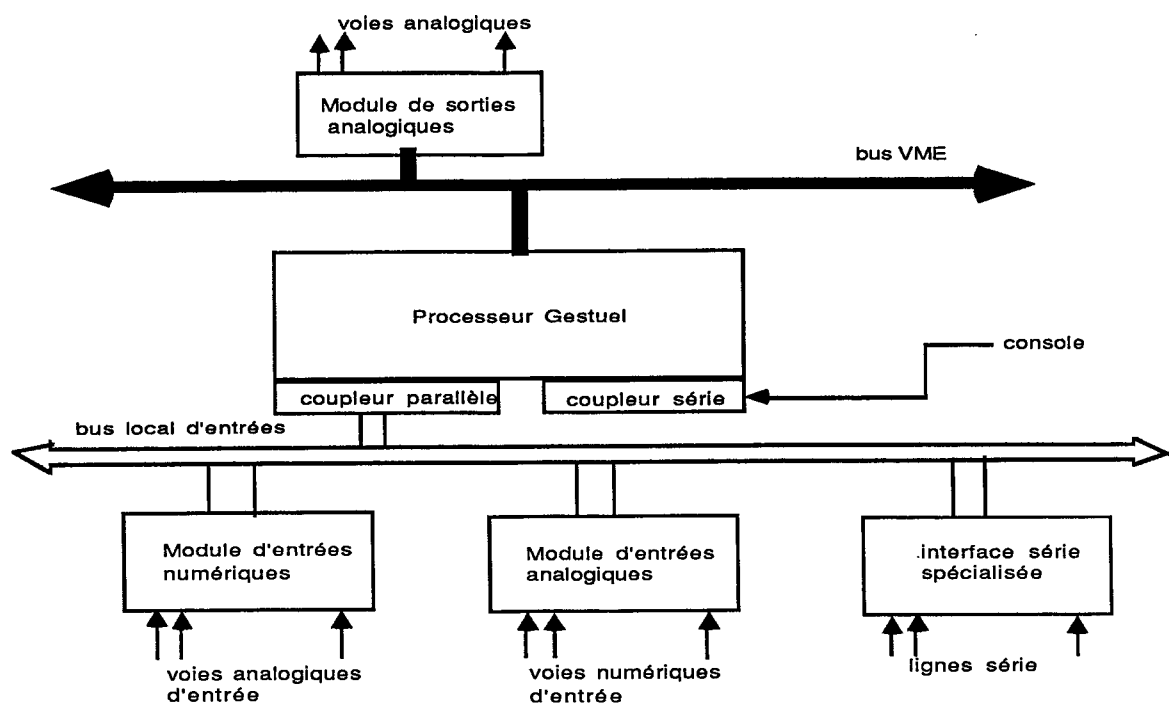 voies analogiques
Module de sorties
analogiques
bus VME
Processeur Gestuel
console
coupleur parallèle
coupleur série
bus local d'entrées
Module d'entrées
numériques
Module d'entrées
analogiques
interface série
spécialisée
voies analogiques
d'entrée
voies numériques
d'entrée
lignes série